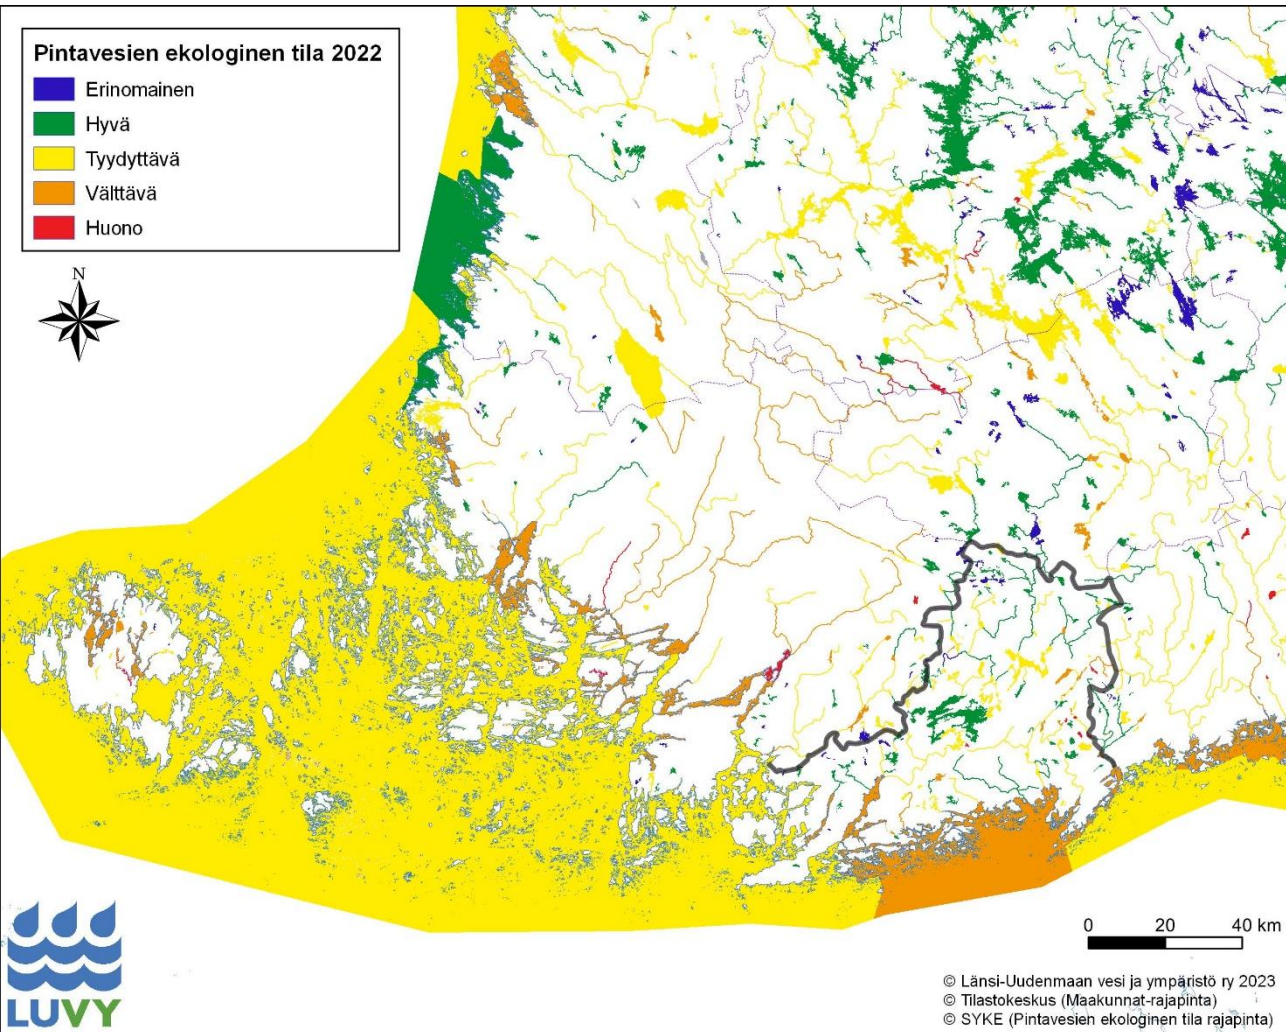 Pintavesien ekologinen tila 2022
Erinomainen
Hyvä
Tyydyttävä
Välttävä
Huono
N
0 20 40 km
LUVY
© Länsi-Uudenmaan vesi ja ympäristö ry 2023
© Tilastokeskus (Maakunnat-rajapinta)
© SYKE (Pintavesien ekologinen tila rajapinta)